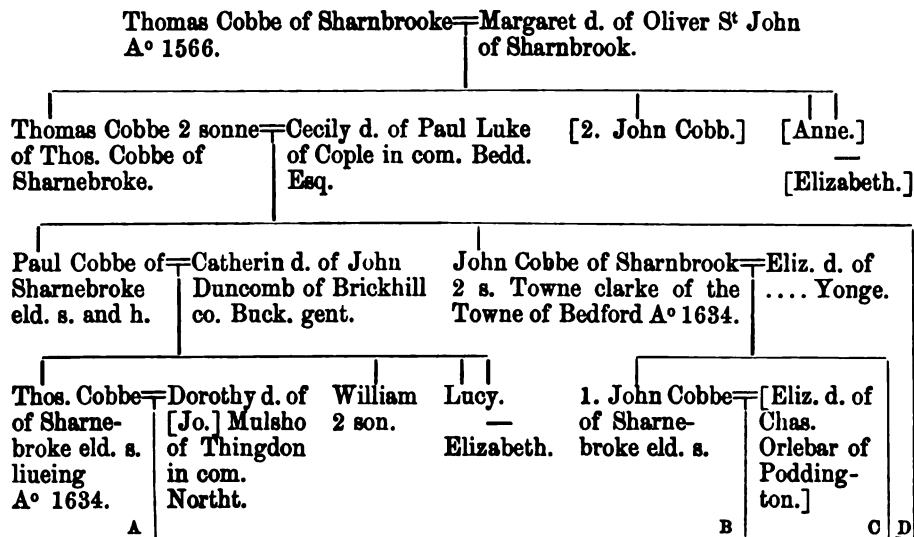 Thomas Cobbe of Sharnbrooke=Margaret d. of Oliver Sᵗ John
Aᵒ 1566. of Sharnbrook.
Thomas Cobbe 2 sonne=Cecily d. of Paul Luke [2. John Cobb.] [Anne.]
of Thos. Cobbe of of Cople in com. Bedd. —
Sharnebroke. Esq. [Elizabeth.]
Paul Cobbe of=Catherin d. of John John Cobbe of Sharnbrook=Eliz. d. of
Sharnebroke Duncomb of Brickhill 2 s. Towne clarke of the .... Yonge.
eld. s. and h. co. Buck. gent. Towne of Bedford Aᵒ 1634.
Thos. Cobbe=Dorothy d. of William Lucy. 1. John Cobbe=[Eliz. d. of
of Sharne- [Jo.] Mulsho 2 son. — of Sharne- Chas.
broke eld. s. of Thingdon Elizabeth. broke eld. s. Orlebar of
liueing in com. Podding-
Aᵒ 1634. Northt. ton.]
A B C D